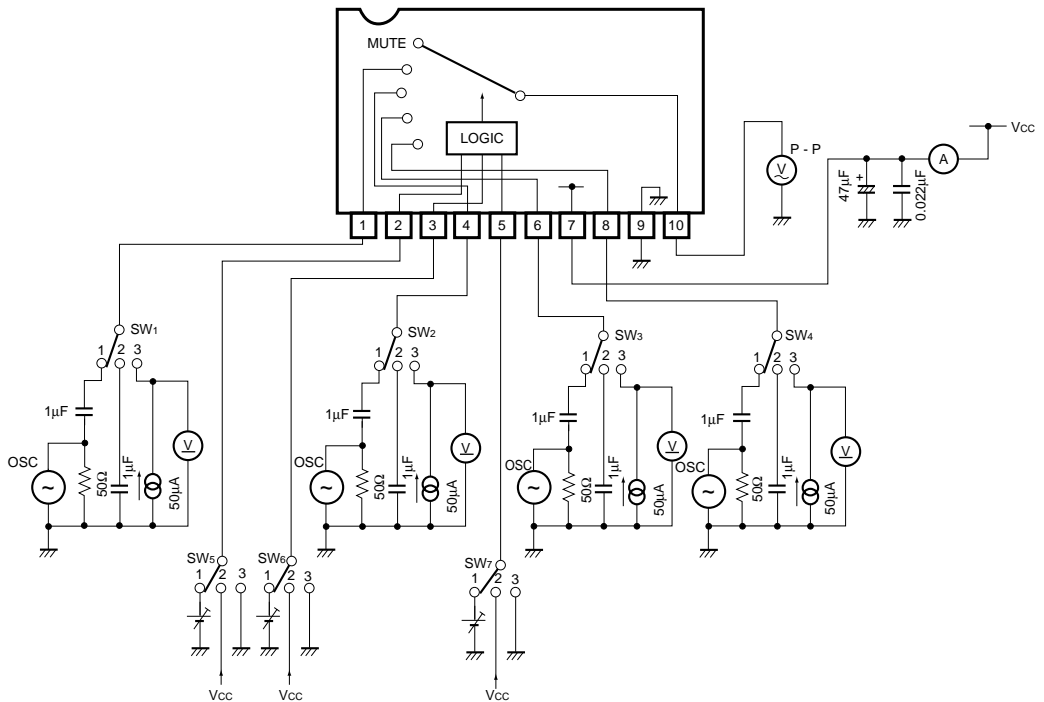 MUTE
LOGIC
1 2 3 4 5 6 7 8 9 10
P - P
V
A
VCC
47µF
+
0.022µF
SW1
1 2 3
1µF
OSC
~
50Ω
1µF
50µA
V
SW2
1 2 3
1µF
OSC
~
50Ω
1µF
50µA
V
SW3
1 2 3
1µF
OSC
~
50Ω
1µF
50µA
V
SW4
1 2 3
1µF
OSC
~
50Ω
1µF
50µA
V
SW5
1 2 3
VCC
SW6
1 2 3
VCC
SW7
1 2 3
VCC